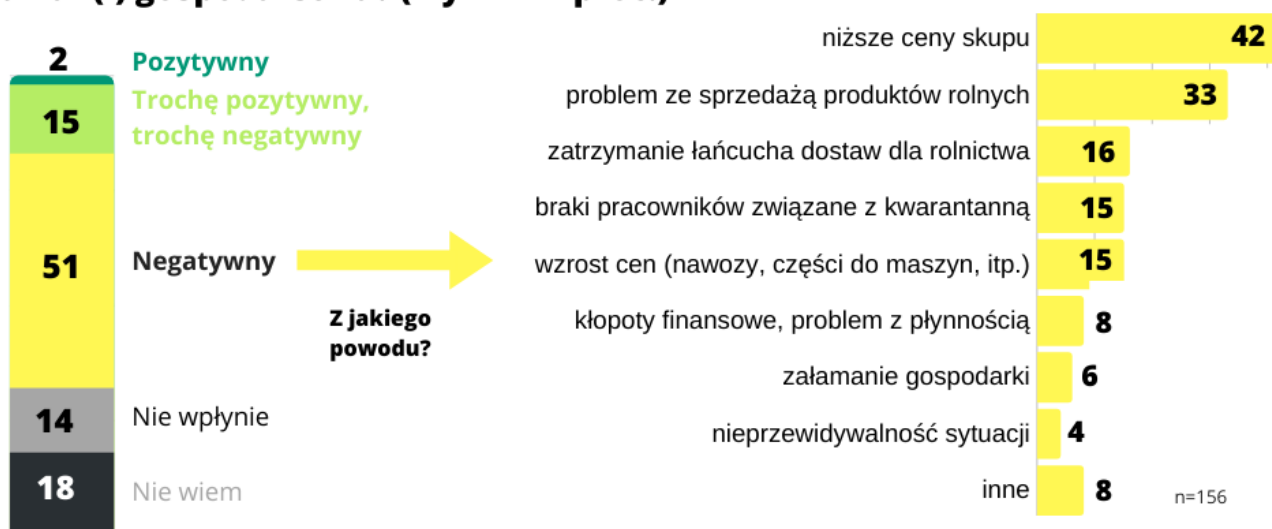 2
Pozytywny
15
Trochę pozytywny,
trochę negatywny
51
Negatywny
Z jakiego
powodu?
14
Nie wpłynie
18
Nie wiem
niższe ceny skupu 42
problem ze sprzedażą produktów rolnych 33
zatrzymanie łańcucha dostaw dla rolnictwa 16
braki pracowników związane z kwarantanną 15
wzrost cen (nawozy, części do maszyn, itp.) 15
kłopoty finansowe, problem z płynnością 8
załamanie gospodarki 6
nieprzewidywalność sytuacji 4
inne 8
n=156